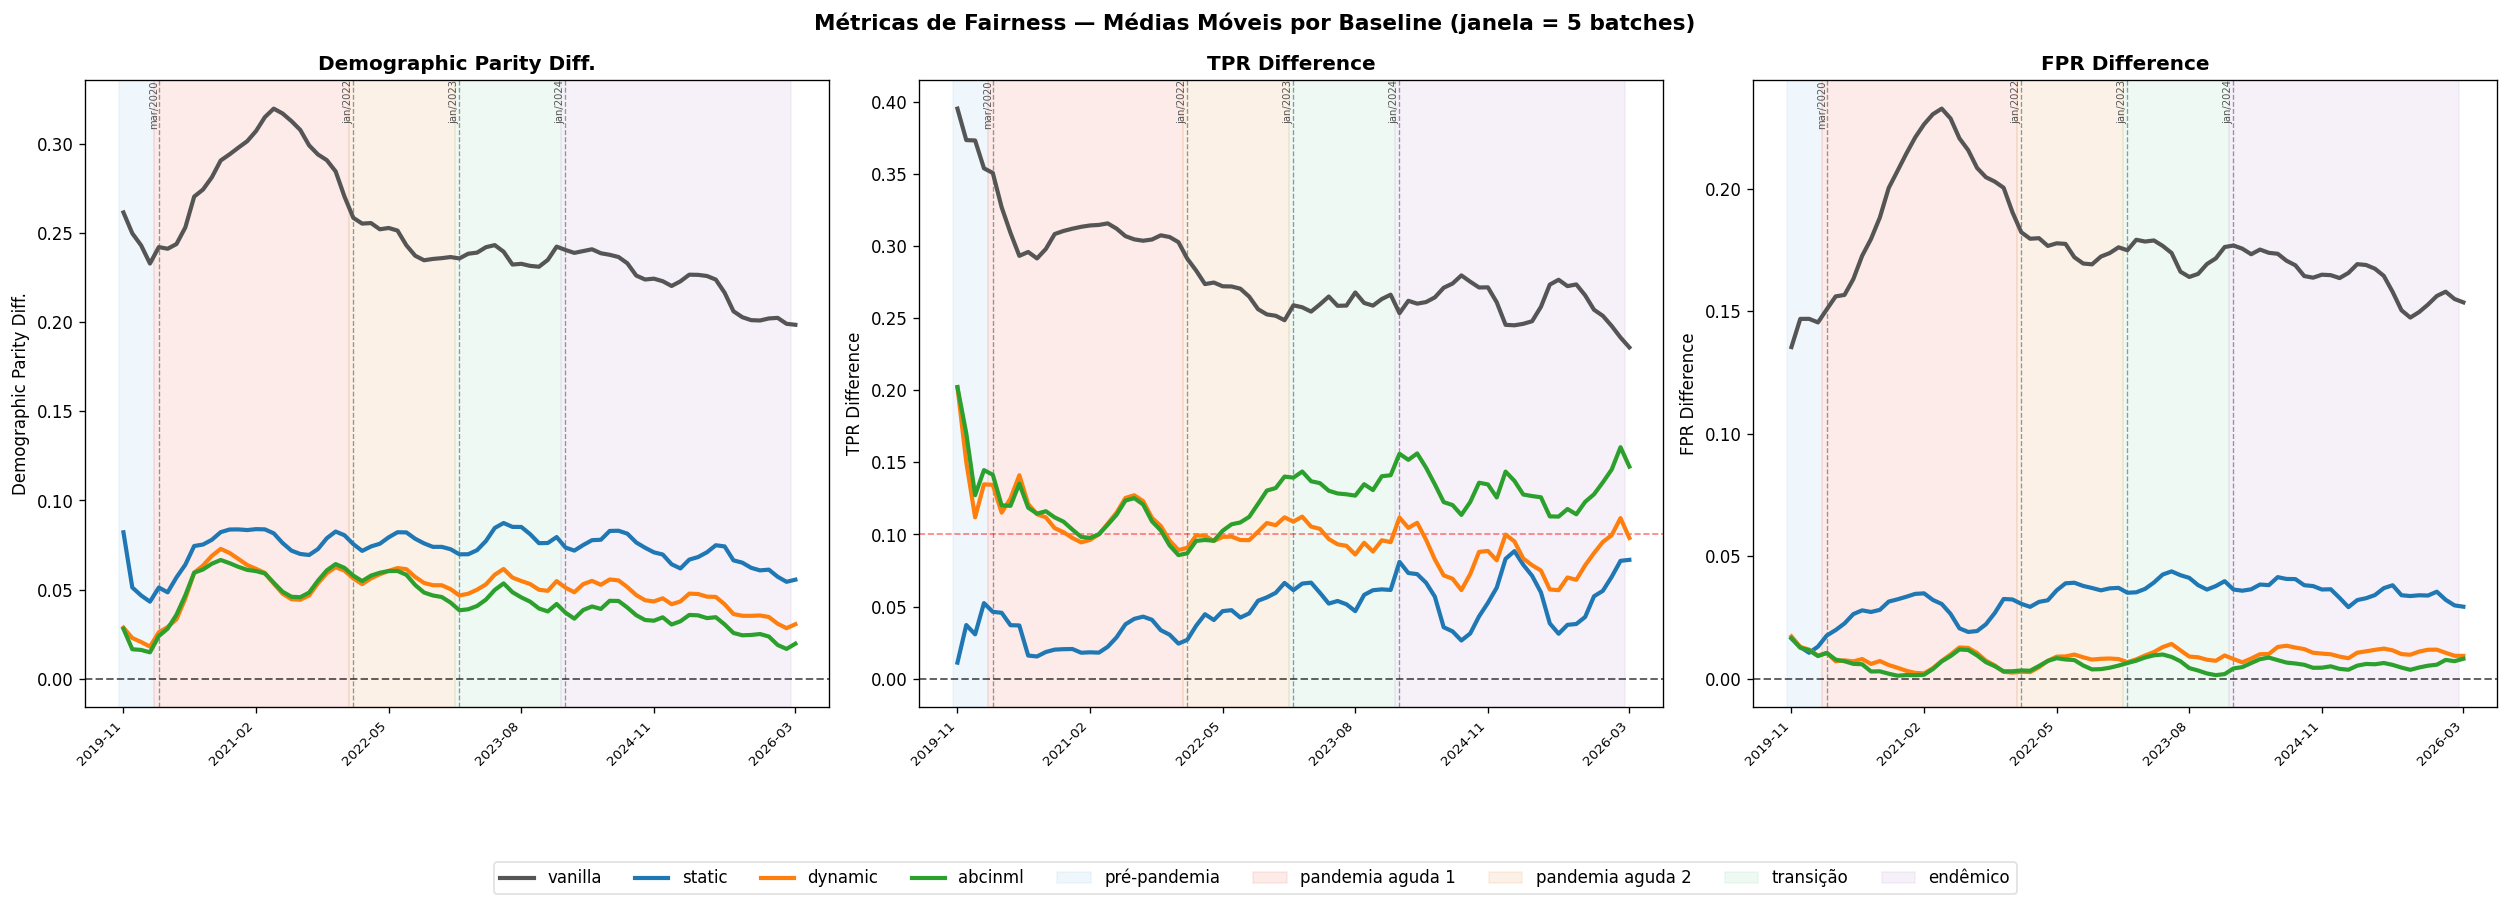 Métricas de Fairness — Médias Móveis por Baseline (janela = 5 batches)
Demographic Parity Diff.
Demographic Parity Diff.
0.30
0.25
0.20
0.15
0.10
0.05
0.00
mar/2020
jan/2022
jan/2023
jan/2024
2019-11
2021-02
2022-05
2023-08
2024-11
2026-03
TPR Difference
TPR Difference
0.40
0.35
0.30
0.25
0.20
0.15
0.10
0.05
0.00
mar/2020
jan/2022
jan/2023
jan/2024
2019-11
2021-02
2022-05
2023-08
2024-11
2026-03
FPR Difference
FPR Difference
0.20
0.15
0.10
0.05
0.00
mar/2020
jan/2022
jan/2023
jan/2024
2019-11
2021-02
2022-05
2023-08
2024-11
2026-03
vanilla static dynamic abcinml pré-pandemia pandemia aguda 1 pandemia aguda 2 transição endêmico